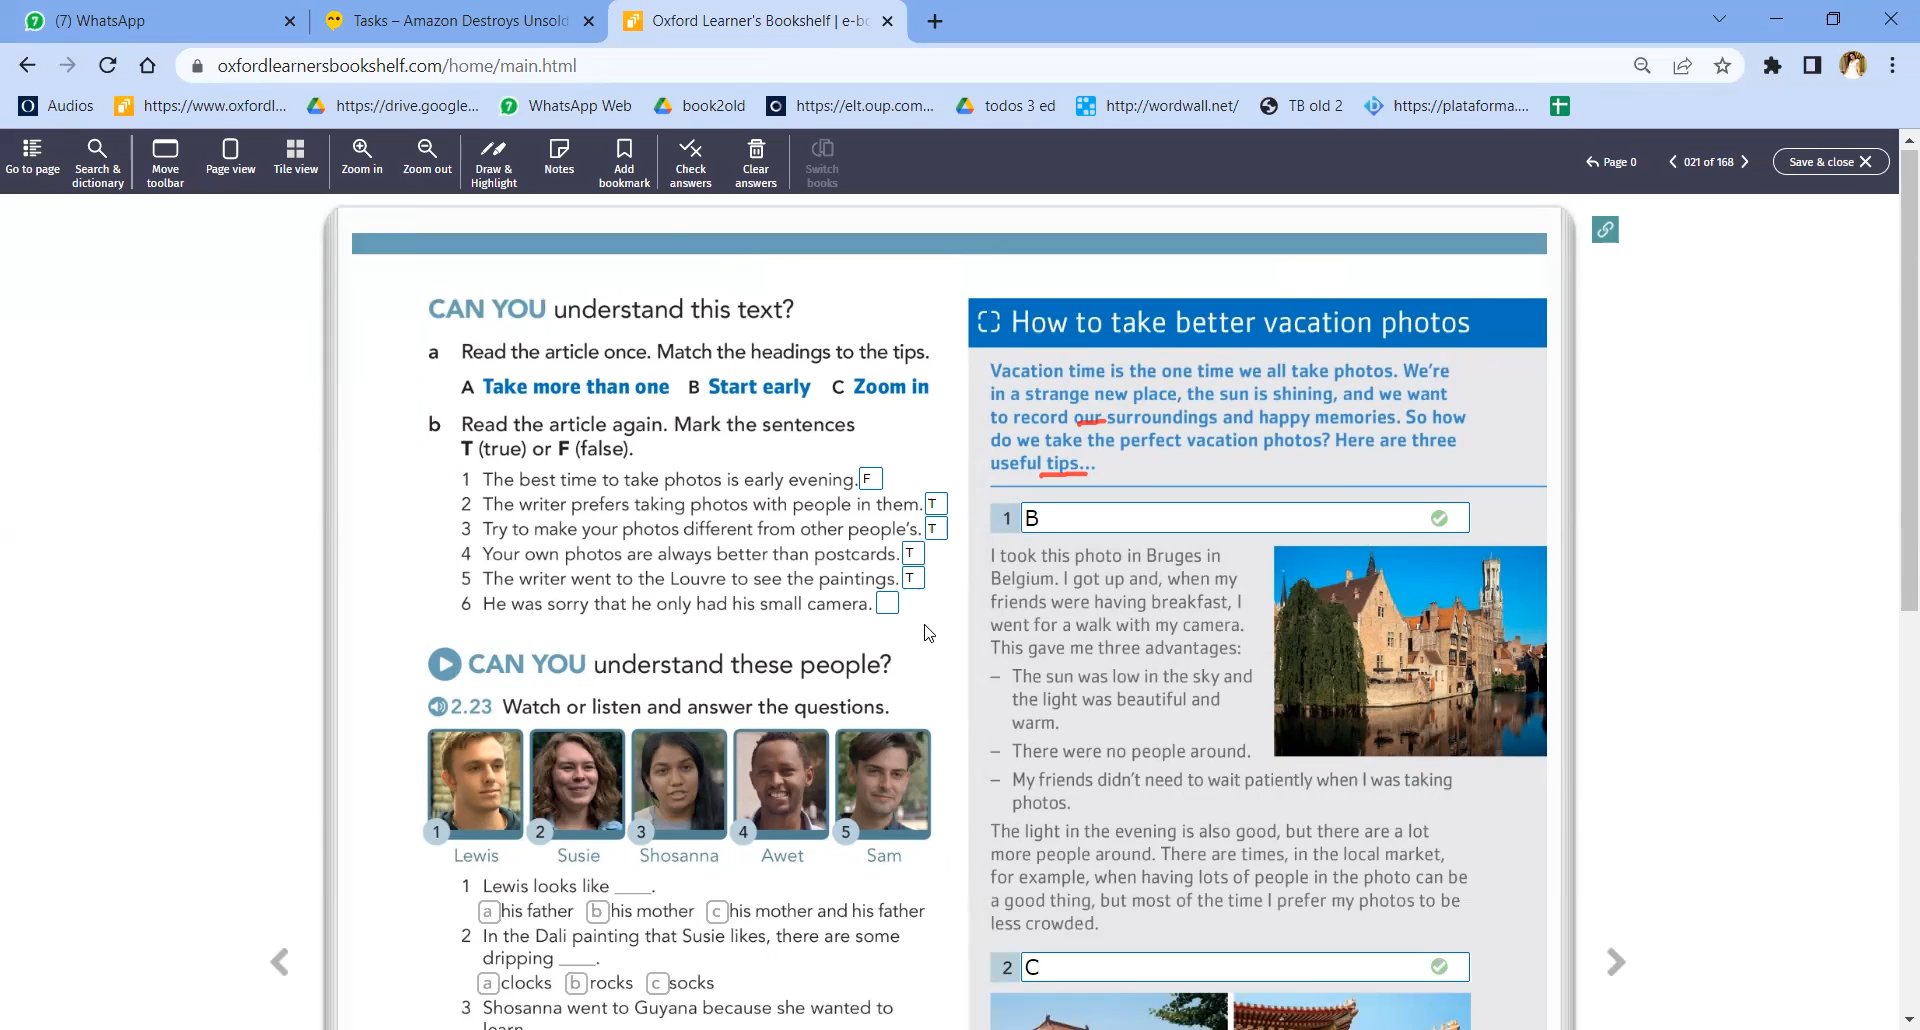 (7) WhatsApp
Tasks – Amazon Destroys Unsold
Oxford Learner's Bookshelf | e-bo
oxfordlearnersbookshelf.com/home/main.html
Audios
https://www.oxfordl...
https://drive.google...
WhatsApp Web
book2old
https://elt.oup.com...
todos 3 ed
http://wordwall.net/
TB old 2
https://plataforma....
Go to page
Search & dictionary
Move toolbar
Page view
Tile view
Zoom in
Zoom out
Draw & Highlight
Notes
Add bookmark
Check answers
Clear answers
Switch books
Page 0
021 of 168
Save & close
CAN YOU understand this text?
a Read the article once. Match the headings to the tips.
A Take more than one B Start early C Zoom in
b Read the article again. Mark the sentences
T (true) or F (false).
1 The best time to take photos is early evening. F
2 The writer prefers taking photos with people in them. T
3 Try to make your photos different from other people's. T
4 Your own photos are always better than postcards. T
5 The writer went to the Louvre to see the paintings. T
6 He was sorry that he only had his small camera.
CAN YOU understand these people?
2.23 Watch or listen and answer the questions.
1 2 3 4 5
Lewis Susie Shosanna Awet Sam
1 Lewis looks like ____.
a his father b his mother c his mother and his father
2 In the Dali painting that Susie likes, there are some
dripping ____.
a clocks b rocks c socks
3 Shosanna went to Guyana because she wanted to
learn
How to take better vacation photos
Vacation time is the one time we all take photos. We're
in a strange new place, the sun is shining, and we want
to record our surroundings and happy memories. So how
do we take the perfect vacation photos? Here are three
useful tips...
1 B
I took this photo in Bruges in
Belgium. I got up and, when my
friends were having breakfast, I
went for a walk with my camera.
This gave me three advantages:
– The sun was low in the sky and
the light was beautiful and
warm.
– There were no people around.
– My friends didn't need to wait patiently when I was taking
photos.
The light in the evening is also good, but there are a lot
more people around. There are times, in the local market,
for example, when having lots of people in the photo can be
a good thing, but most of the time I prefer my photos to be
less crowded.
2 C